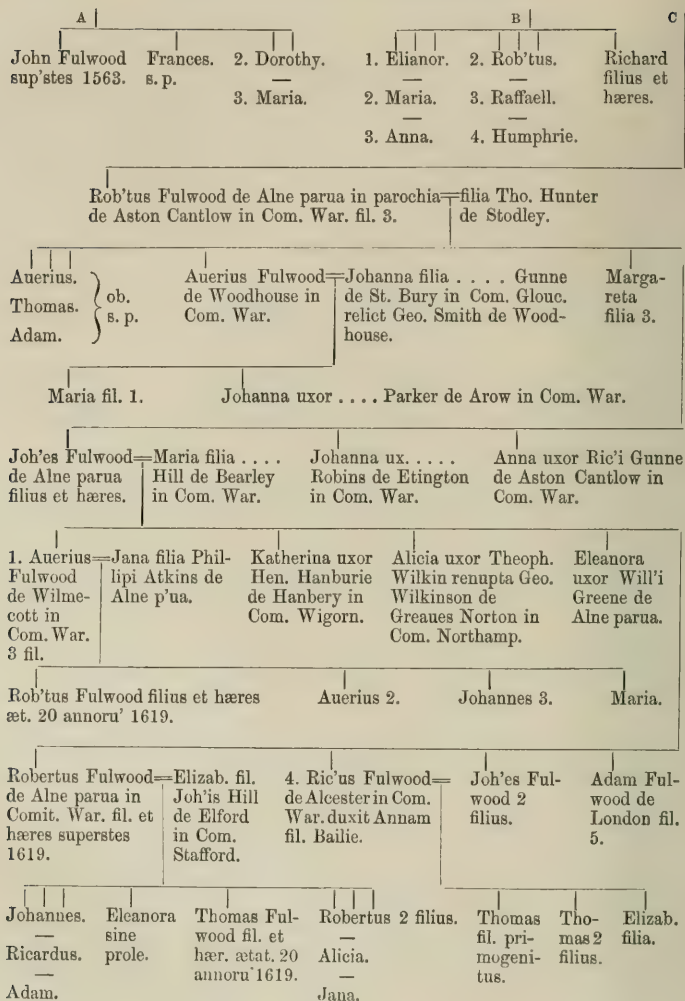 A B C
John Fulwood
sup'stes 1563.
Frances.
s. p.
2. Dorothy.
—
3. Maria.
1. Elianor.
—
2. Maria.
—
3. Anna.
2. Rob'tus.
—
3. Raffaell.
—
4. Humphrie.
Richard
filius et
hæres.
Rob'tus Fulwood de Alne parua in parochia
de Aston Cantlow in Com. War. fil. 3.
filia Tho. Hunter
de Stodley.
Auerius.
Thomas.
Adam.
ob.
s. p.
Auerius Fulwood
de Woodhouse in
Com. War.
Johanna filia . . . . Gunne
de St. Bury in Com. Glouc.
relict Geo. Smith de Wood-
house.
Marga-
reta
filia 3.
Maria fil. 1.
Johanna uxor . . . . Parker de Arow in Com. War.
Joh'es Fulwood
de Alne parua
filius et hæres.
Maria filia . . . .
Hill de Bearley
in Com. War.
Johanna ux. . . . .
Robins de Etington
in Com. War.
Anna uxor Ric'i Gunne
de Aston Cantlow in
Com. War.
1. Auerius
Fulwood
de Wilme-
cott in
Com. War.
3 fil.
Jana filia Phil-
lipi Atkins de
Alne p'ua.
Katherina uxor
Hen. Hanburie
de Hanbery in
Com. Wigorn.
Alicia uxor Theoph.
Wilkin renupta Geo.
Wilkinson de
Greaues Norton in
Com. Northamp.
Eleanora
uxor Will'i
Greene de
Alne parua.
Rob'tus Fulwood filius et hæres
æt. 20 annoru' 1619.
Auerius 2.
Johannes 3.
Maria.
Robertus Fulwood
de Alne parua in
Comit. War. fil. et
hæres superstes
1619.
Elizab. fil.
Joh'is Hill
de Elford
in Com.
Stafford.
4. Ric'us Fulwood
de Alcester in Com.
War. duxit Annam
fil. Bailie.
Joh'es Ful-
wood 2
filius.
Adam Ful-
wood de
London fil.
5.
Johannes.
—
Ricardus.
—
Adam.
Eleanora
sine
prole.
Thomas Ful-
wood fil. et
hær. ætat. 20
annoru' 1619.
Robertus 2 filius.
—
Alicia.
—
Jana.
Thomas
fil. pri-
mogeni-
tus.
Tho-
mas 2
filius.
Elizab.
filia.